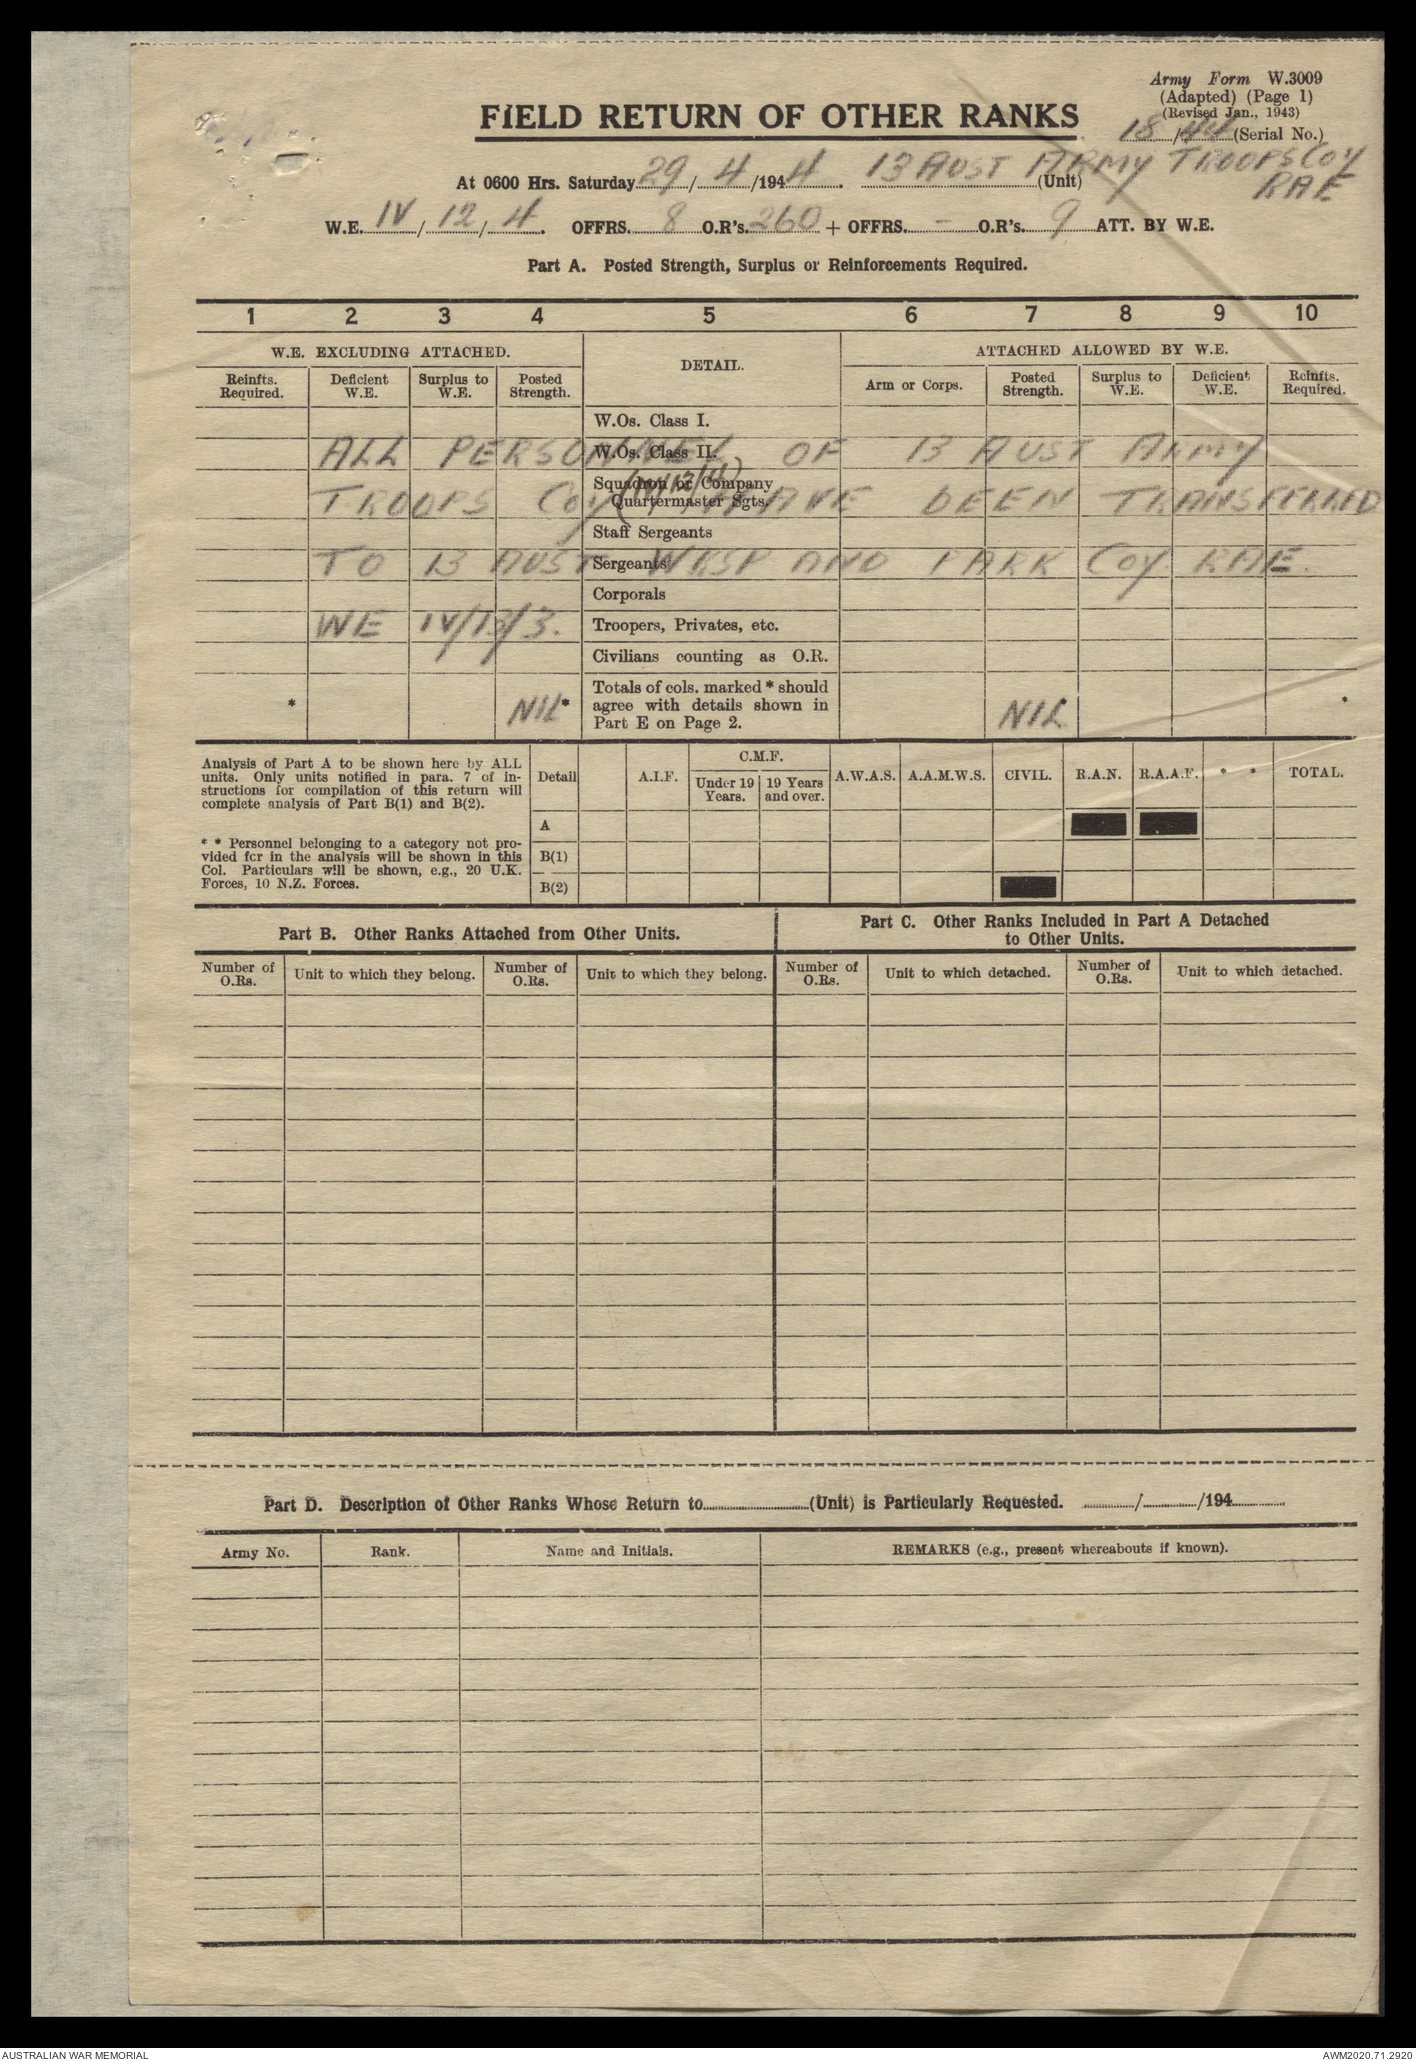 Army Form W.3009
(Adapted) (Page 1)
(Revised Jan., 1943)
FIELD RETURN OF OTHER RANKS
18/44 (Serial No.)
At 0600 Hrs. Saturday 29/4/1944. 13 AUST ARMY TROOPS COY (Unit)
RAE
W.E. IV/12/4. OFFRS. 8 O.R's. 260 + OFFRS. - O.R's. 9 ATT. BY W.E.
Part A. Posted Strength, Surplus or Reinforcements Required.
1 2 3 4 5 6 7 8 9 10
W.E. EXCLUDING ATTACHED. DETAIL. ATTACHED ALLOWED BY W.E.
Reinfts. Required. Deficient W.E. Surplus to W.E. Posted Strength. Arm or Corps. Posted Strength. Surplus to W.E. Deficient W.E. Reinfts. Required.
W.Os. Class I.
W.Os. Class II.
ALL PERSONNEL OF 13 AUST ARMY
Squadron or Company
Quartermaster Sgts.
TROOPS COY (IV/12/4) HAVE BEEN TRANSFERRED
Staff Sergeants
Sergeants
TO 13 AUST WKSP AND PARK COY RAE.
Corporals
WE IV/13/3. Troopers, Privates, etc.
Civilians counting as O.R.
Totals of cols. marked * should
* NIL * agree with details shown in NIL *
Part E on Page 2.
Analysis of Part A to be shown here by ALL
units. Only units notified in para. 7 of in-
structions for compilation of this return will
complete analysis of Part B(1) and B(2).
* * Personnel belonging to a category not pro-
vided for in the analysis will be shown in this
Col. Particulars will be shown, e.g., 20 U.K.
Forces, 10 N.Z. Forces.
Detail A.I.F. C.M.F. A.W.A.S. A.A.M.W.S. CIVIL. R.A.N. R.A.A.F. * * TOTAL.
Under 19 Years. 19 Years and over.
A
B(1)
B(2)
Part B. Other Ranks Attached from Other Units.
Part C. Other Ranks Included in Part A Detached
to Other Units.
Number of O.Rs. Unit to which they belong. Number of O.Rs. Unit to which they belong. Number of O.Rs. Unit to which detached. Number of O.Rs. Unit to which detached.
Part D. Description of Other Ranks Whose Return to (Unit) is Particularly Requested. / /194
Army No. Rank. Name and Initials. REMARKS (e.g., present whereabouts if known).
AUSTRALIAN WAR MEMORIAL AWM2020.71.2920